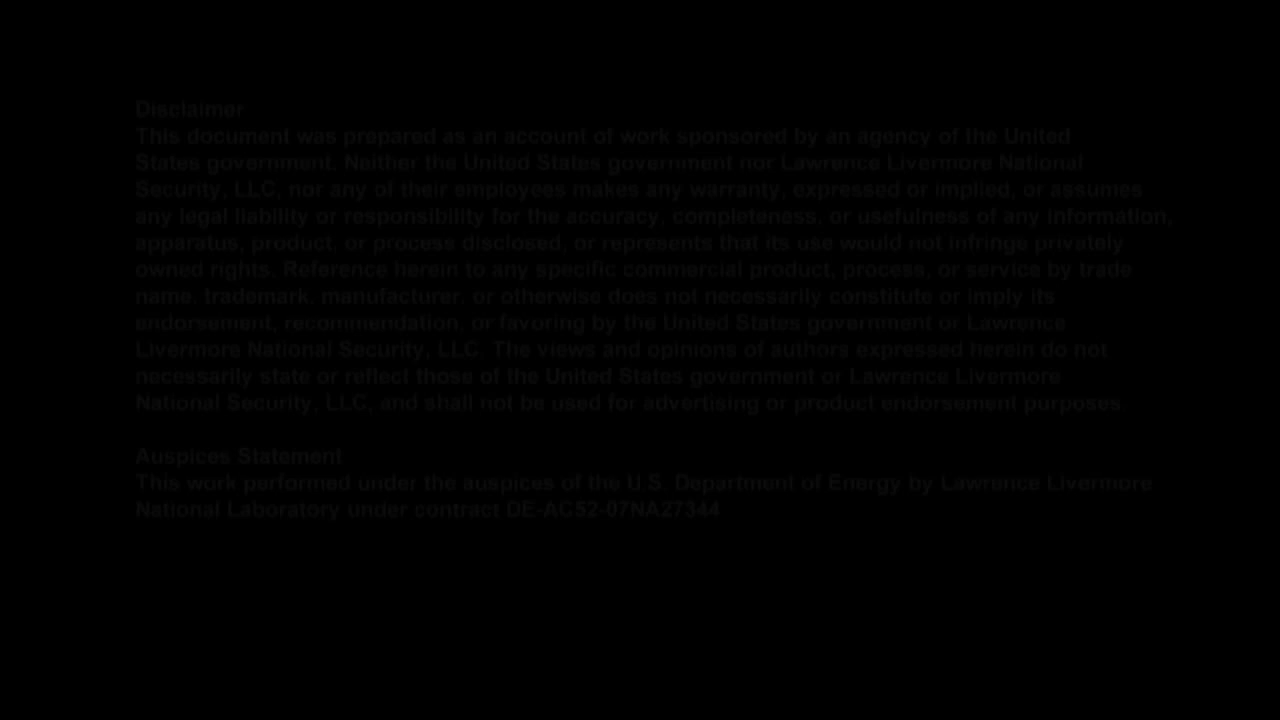 Disclaimer
This document was prepared as an account of work sponsored by an agency of the United
States government. Neither the United States government nor Lawrence Livermore National
Security, LLC, nor any of their employees makes any warranty, expressed or implied, or assumes
any legal liability or responsibility for the accuracy, completeness, or usefulness of any information,
apparatus, product, or process disclosed, or represents that its use would not infringe privately
owned rights. Reference herein to any specific commercial product, process, or service by trade
name, trademark, manufacturer, or otherwise does not necessarily constitute or imply its
endorsement, recommendation, or favoring by the United States government or Lawrence
Livermore National Security, LLC. The views and opinions of authors expressed herein do not
necessarily state or reflect those of the United States government or Lawrence Livermore
National Security, LLC, and shall not be used for advertising or product endorsement purposes.
Auspices Statement
This work performed under the auspices of the U.S. Department of Energy by Lawrence Livermore
National Laboratory under contract DE-AC52-07NA27344